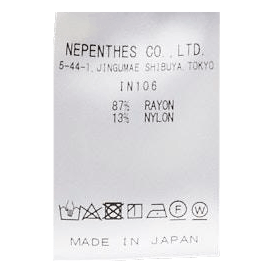 NEPENTHES CO., LTD.
5-44-1, JINGUMAE SHIBUYA, TOKYO
IN106
87% RAYON
13% NYLON
F W
MADE IN JAPAN